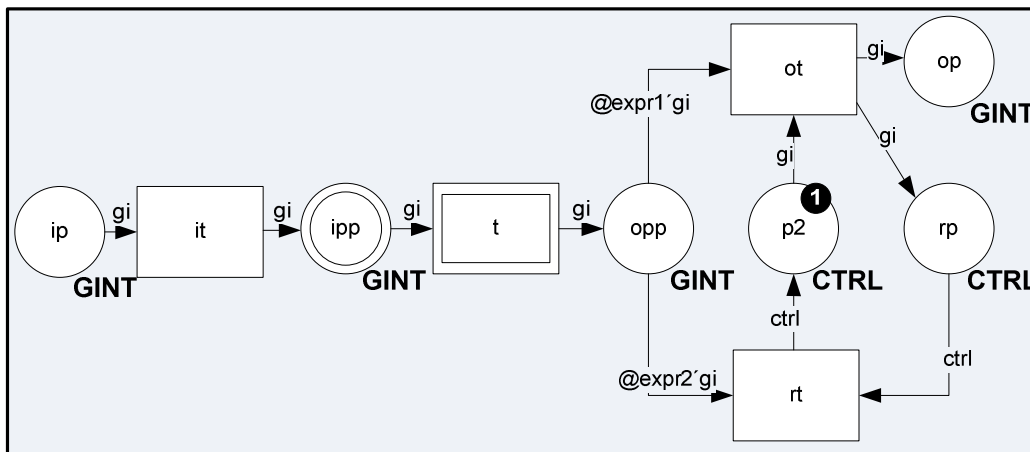 ip
GINT
gi
it
gi
ipp
GINT
gi
t
gi
opp
GINT
@expr1´gi
ot
gi
op
GINT
gi
gi
1
p2
CTRL
rp
CTRL
ctrl
ctrl
@expr2´gi
rt